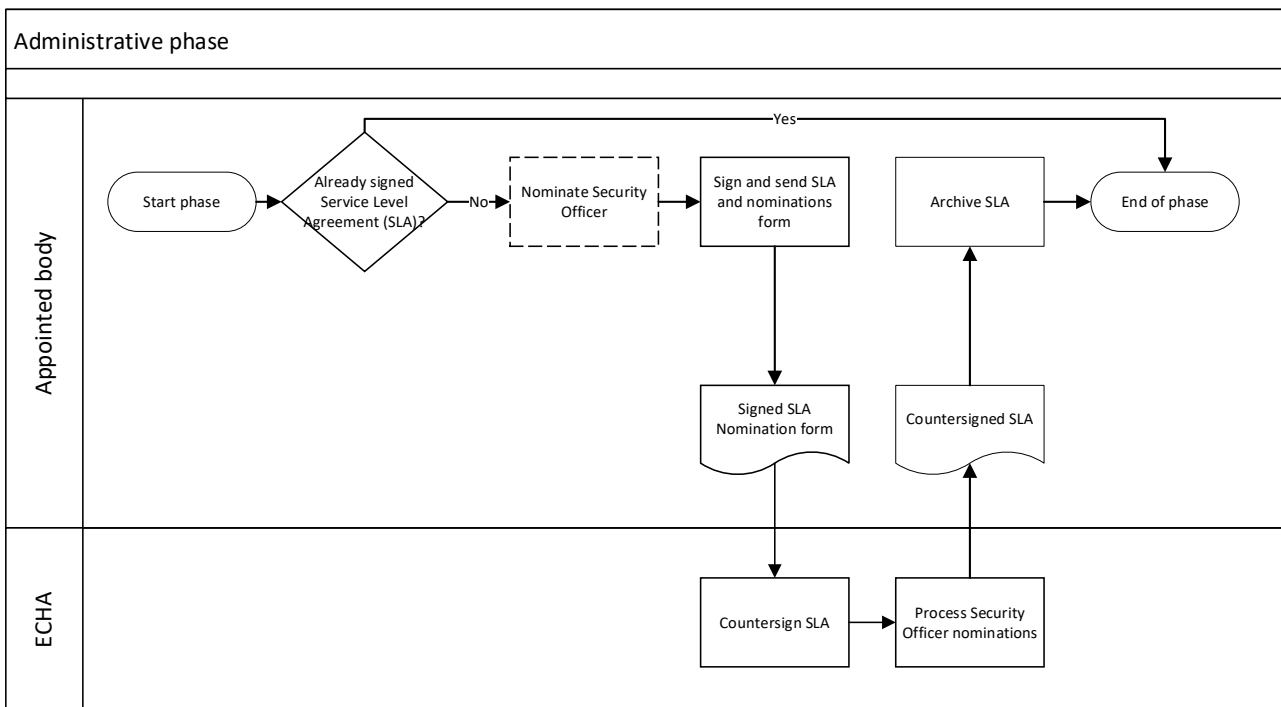 Administrative phase
Appointed body
Yes
Start phase
Already signed
Service Level
Agreement (SLA)?
No
Nominate Security
Officer
Sign and send SLA
and nominations
form
Archive SLA
End of phase
Signed SLA
Nomination form
Countersigned SLA
ECHA
Countersign SLA
Process Security
Officer nominations